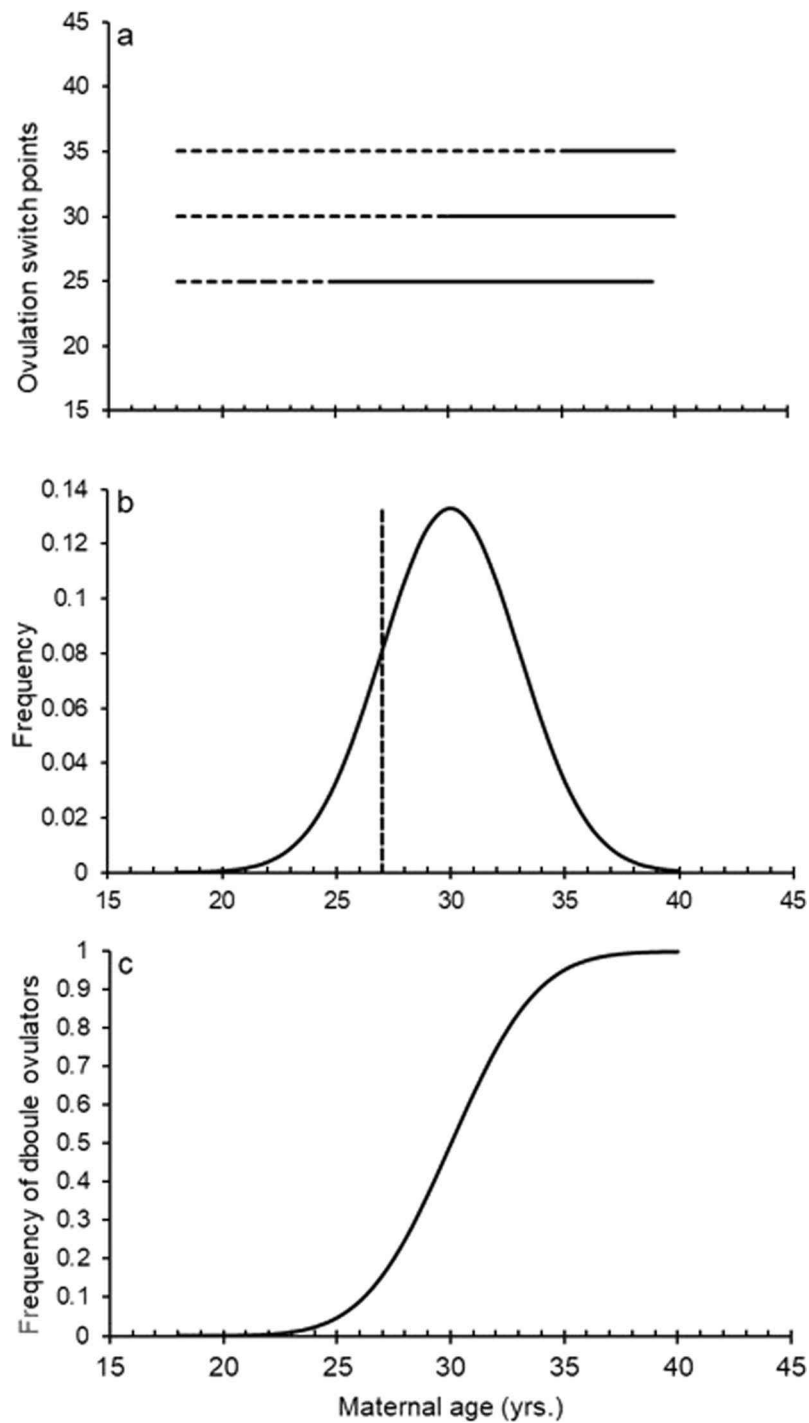 a
Ovulation switch points
45
40
35
30
25
20
15
b
Frequency
0.14
0.12
0.1
0.08
0.06
0.04
0.02
0
15 20 25 30 35 40 45
c
Frequency of dboule ovulators
1
0.9
0.8
0.7
0.6
0.5
0.4
0.3
0.2
0.1
0
15 20 25 30 35 40 45
Maternal age (yrs.)